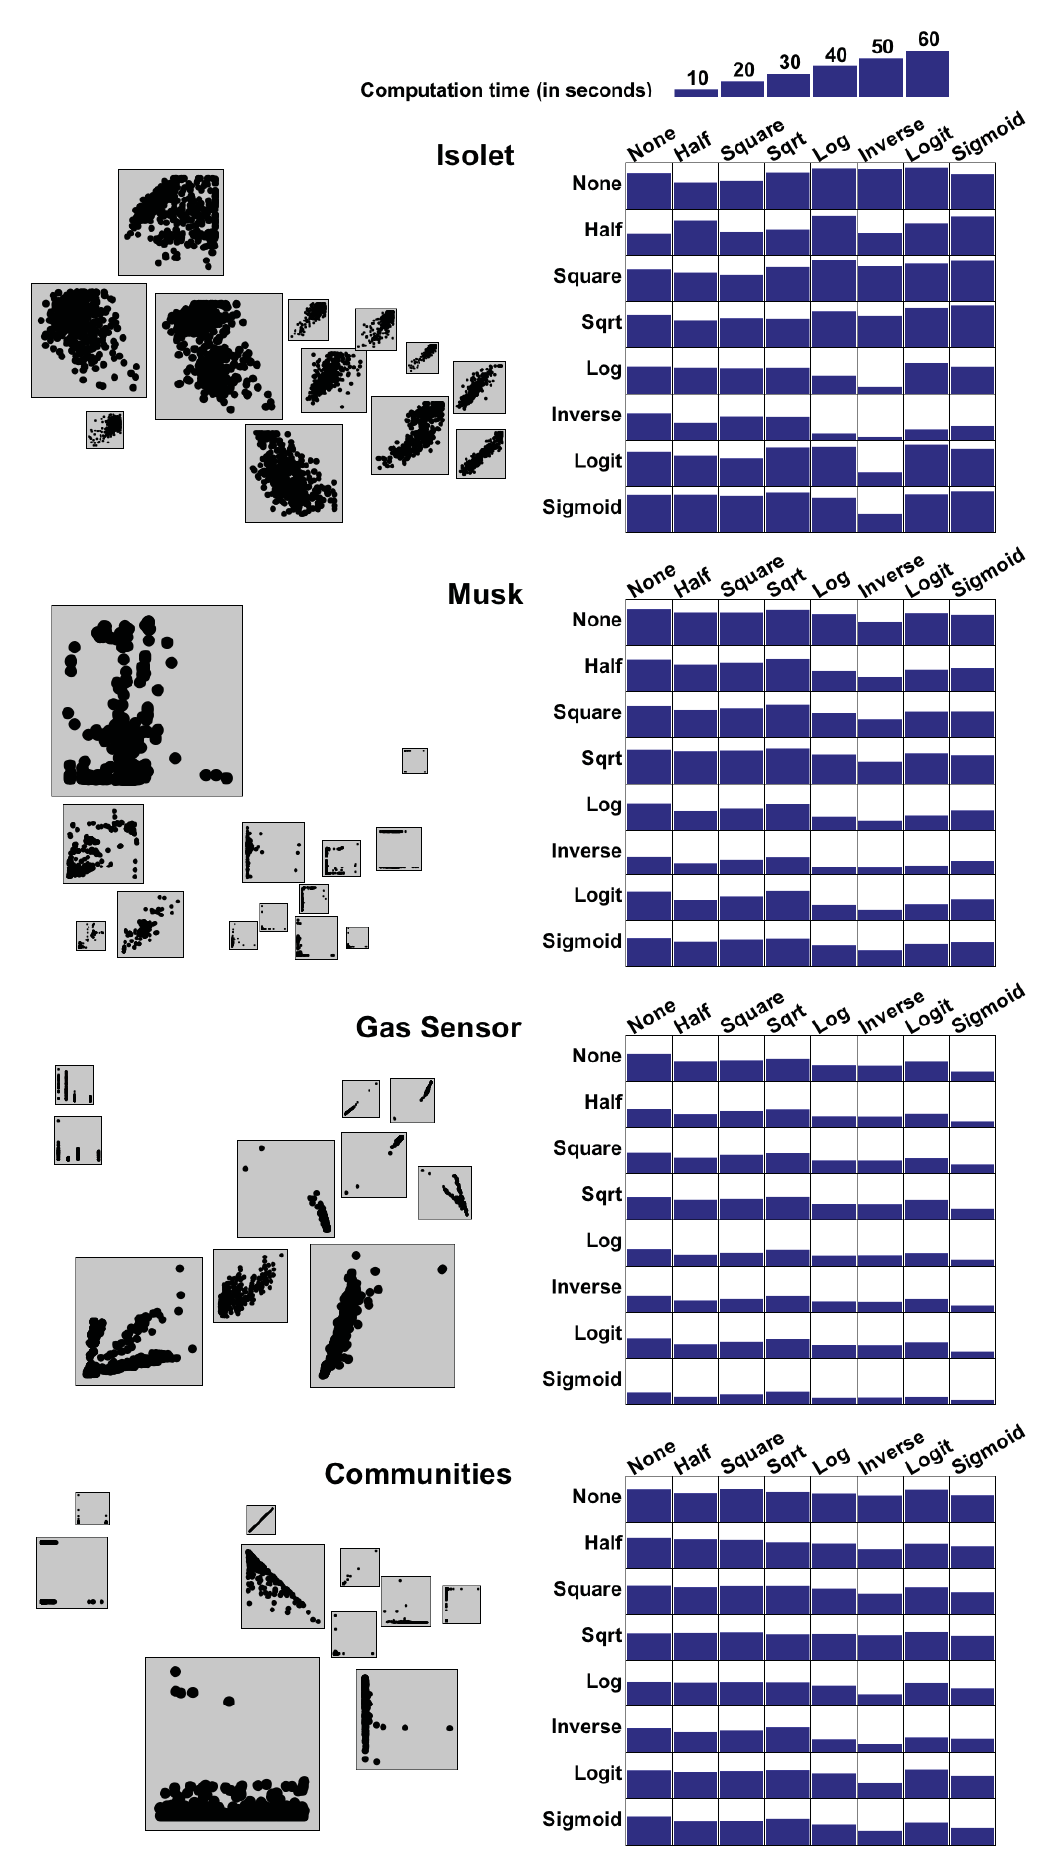 60
50
40
30
20
10
Computation time (in seconds)
Isolet
None Half Square Sqrt Log Inverse Logit Sigmoid
None
Half
Square
Sqrt
Log
Inverse
Logit
Sigmoid
Musk
None Half Square Sqrt Log Inverse Logit Sigmoid
None
Half
Square
Sqrt
Log
Inverse
Logit
Sigmoid
Gas Sensor
None Half Square Sqrt Log Inverse Logit Sigmoid
None
Half
Square
Sqrt
Log
Inverse
Logit
Sigmoid
Communities
None Half Square Sqrt Log Inverse Logit Sigmoid
None
Half
Square
Sqrt
Log
Inverse
Logit
Sigmoid